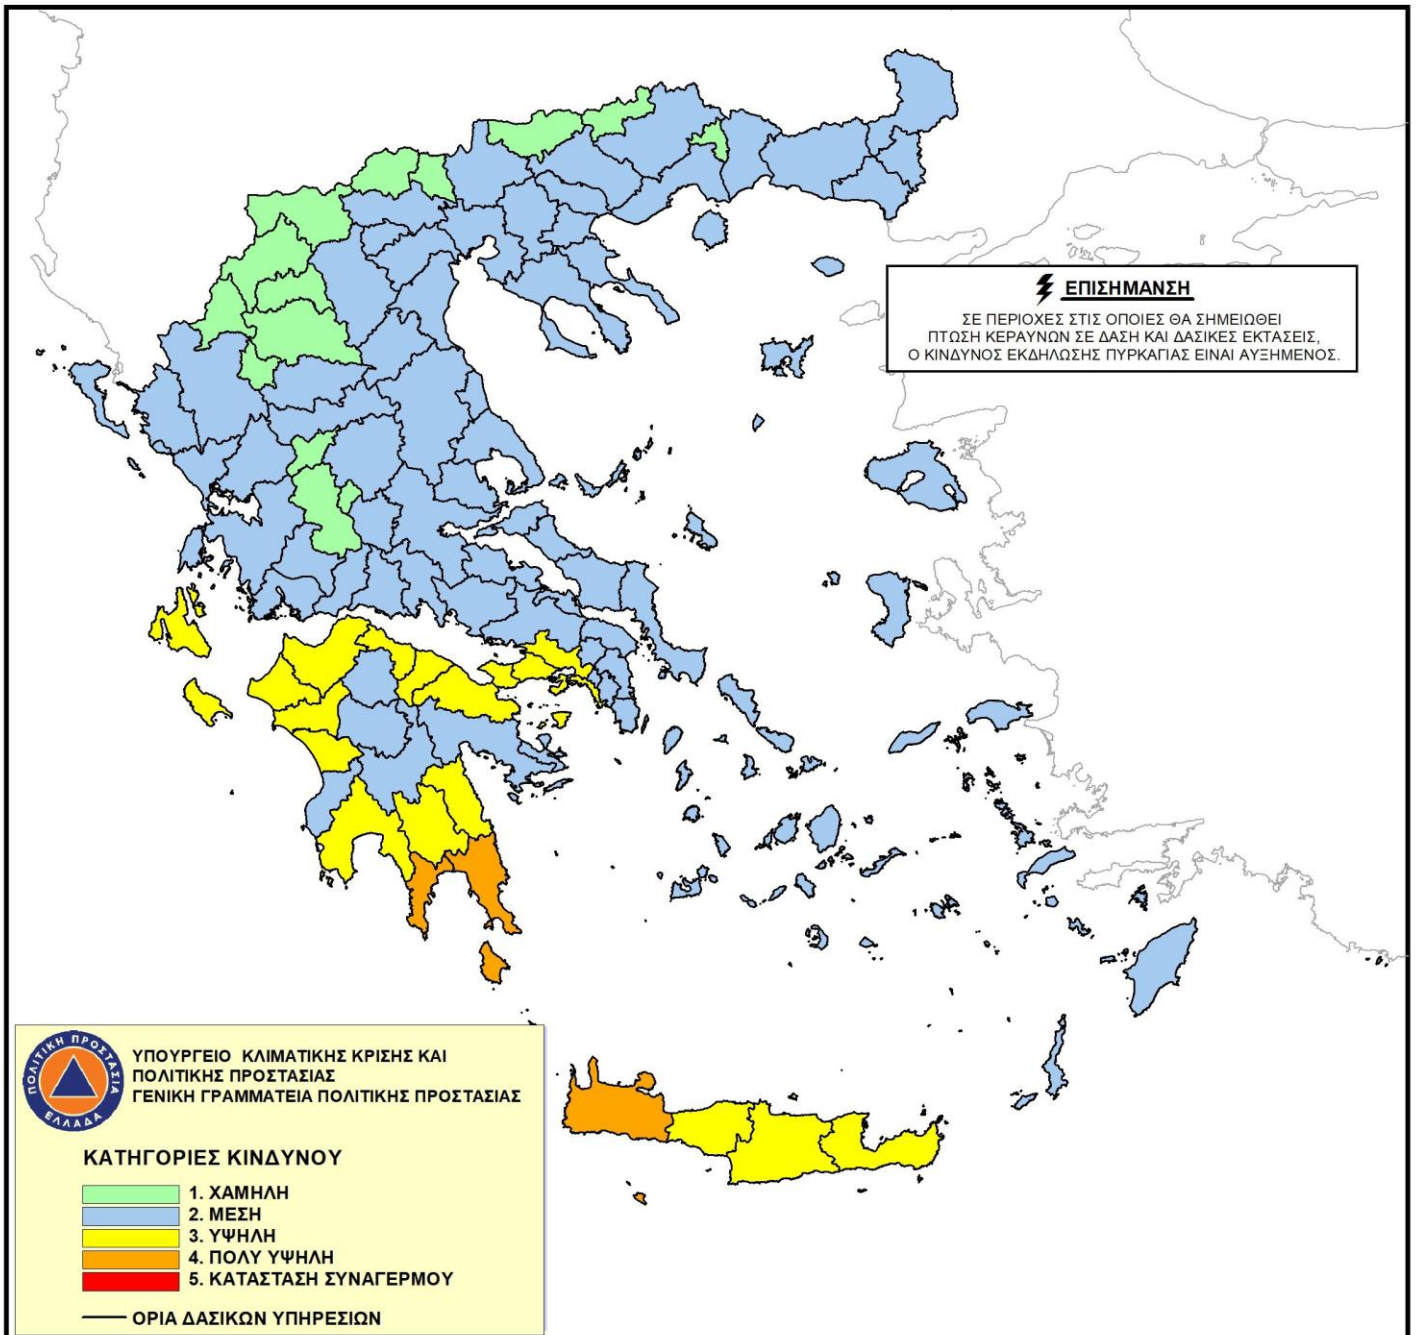 ΕΠΙΣΗΜΑΝΣΗ
ΣΕ ΠΕΡΙΟΧΕΣ ΣΤΙΣ ΟΠΟΙΕΣ ΘΑ ΣΗΜΕΙΩΘΕΙ
ΠΤΩΣΗ ΚΕΡΑΥΝΩΝ ΣΕ ΔΑΣΗ ΚΑΙ ΔΑΣΙΚΕΣ ΕΚΤΑΣΕΙΣ,
Ο ΚΙΝΔΥΝΟΣ ΕΚΔΗΛΩΣΗΣ ΠΥΡΚΑΓΙΑΣ ΕΙΝΑΙ ΑΥΞΗΜΕΝΟΣ.
ΠΟΛΙΤΙΚΗ ΠΡΟΣΤΑΣΙΑ
ΕΛΛΑΔΑ
ΥΠΟΥΡΓΕΙΟ ΚΛΙΜΑΤΙΚΗΣ ΚΡΙΣΗΣ ΚΑΙ
ΠΟΛΙΤΙΚΗΣ ΠΡΟΣΤΑΣΙΑΣ
ΓΕΝΙΚΗ ΓΡΑΜΜΑΤΕΙΑ ΠΟΛΙΤΙΚΗΣ ΠΡΟΣΤΑΣΙΑΣ
ΚΑΤΗΓΟΡΙΕΣ ΚΙΝΔΥΝΟΥ
1. ΧΑΜΗΛΗ
2. ΜΕΣΗ
3. ΥΨΗΛΗ
4. ΠΟΛΥ ΥΨΗΛΗ
5. ΚΑΤΑΣΤΑΣΗ ΣΥΝΑΓΕΡΜΟΥ
ΟΡΙΑ ΔΑΣΙΚΩΝ ΥΠΗΡΕΣΙΩΝ